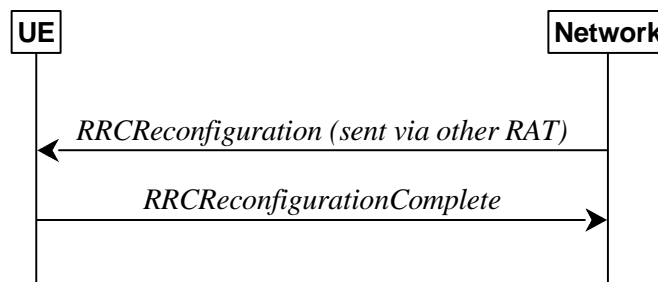 UE
Network
RRCReconfiguration (sent via other RAT)
RRCReconfigurationComplete